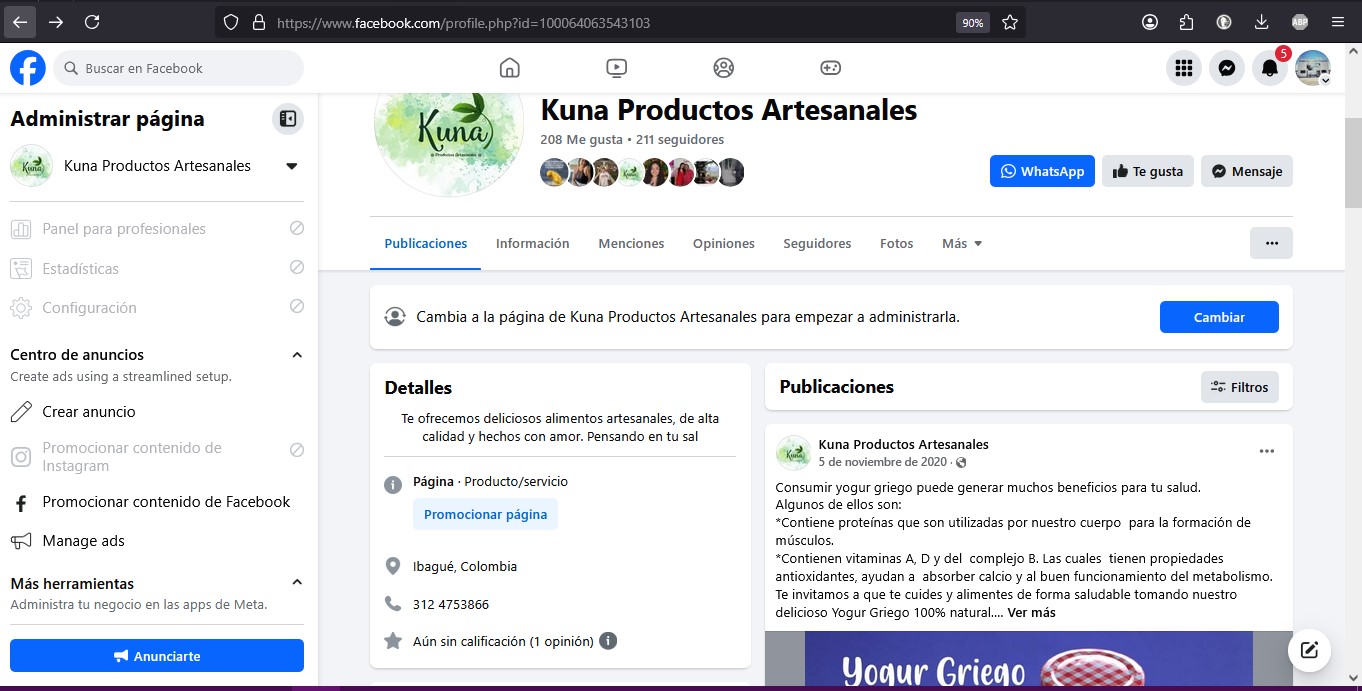 https://www.facebook.com/profile.php?id=100064063543103
90%
ABP
Buscar en Facebook
5
Administrar página
Kuna Productos Artesanales
Panel para profesionales
Estadísticas
Configuración
Centro de anuncios
Create ads using a streamlined setup.
Crear anuncio
Promocionar contenido de
Instagram
Promocionar contenido de Facebook
Manage ads
Más herramientas
Administra tu negocio en las apps de Meta.
Anunciarte
Kuna
Productos Artesanales
Kuna Productos Artesanales
208 Me gusta • 211 seguidores
WhatsApp
Te gusta
Mensaje
Publicaciones
Información
Menciones
Opiniones
Seguidores
Fotos
Más
Cambia a la página de Kuna Productos Artesanales para empezar a administrarla.
Cambiar
Detalles
Te ofrecemos deliciosos alimentos artesanales, de alta
calidad y hechos con amor. Pensando en tu sal
Página · Producto/servicio
Promocionar página
Ibagué, Colombia
312 4753866
Aún sin calificación (1 opinión)
Publicaciones
Filtros
Kuna Productos Artesanales
5 de noviembre de 2020 ·
Consumir yogur griego puede generar muchos beneficios para tu salud.
Algunos de ellos son:
*Contiene proteínas que son utilizadas por nuestro cuerpo para la formación de
músculos.
*Contienen vitaminas A, D y del complejo B. Las cuales tienen propiedades
antioxidantes, ayudan a absorber calcio y al buen funcionamiento del metabolismo.
Te invitamos a que te cuides y alimentes de forma saludable tomando nuestro
delicioso Yogur Griego 100% natural.... Ver más
Yogur Griego